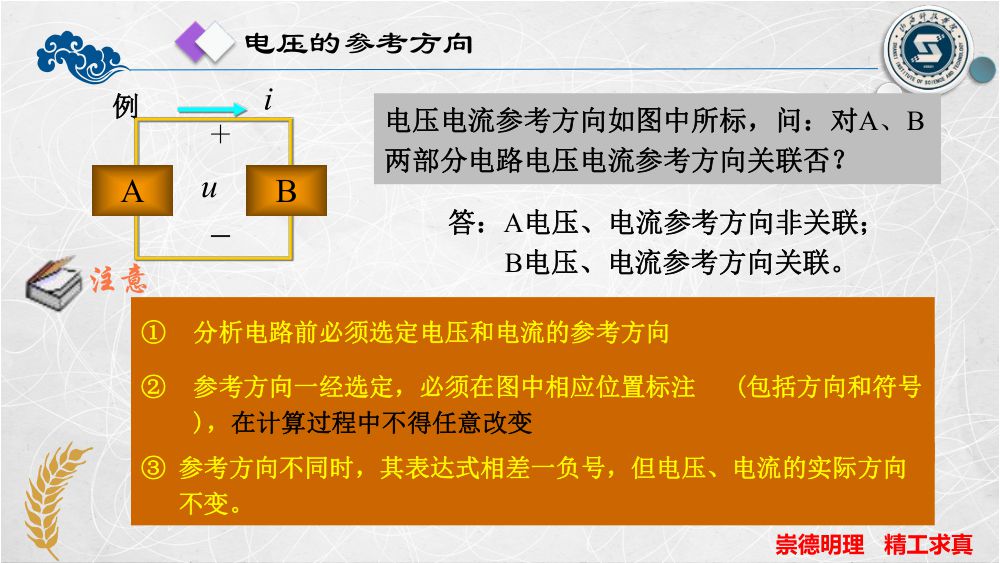 电压的参考方向
例
i
+
A
u
B
−
电压电流参考方向如图中所标，问：对A、B
两部分电路电压电流参考方向关联否？
答：A电压、电流参考方向非关联；
B电压、电流参考方向关联。
注意
① 分析电路前必须选定电压和电流的参考方向
② 参考方向一经选定，必须在图中相应位置标注 (包括方向和符号
)，在计算过程中不得任意改变
③ 参考方向不同时，其表达式相差一负号，但电压、电流的实际方向
不变。
崇德明理 精工求真